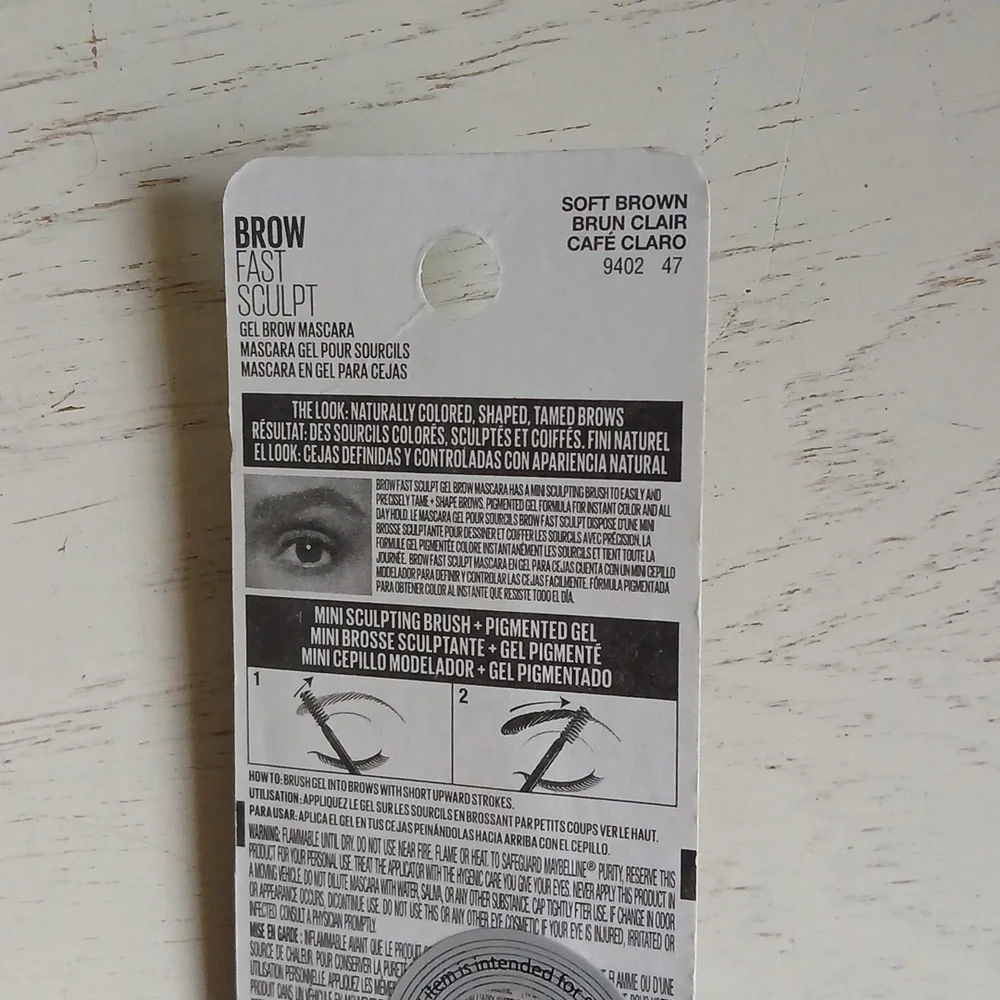 BROW
FAST
SCULPT
GEL BROW MASCARA
MASCARA GEL POUR SOURCILS
MASCARA EN GEL PARA CEJAS
SOFT BROWN
BRUN CLAIR
CAFÉ CLARO
9402 47
THE LOOK: NATURALLY COLORED, SHAPED, TAMED BROWS
RÉSULTAT: DES SOURCILS COLORÉS, SCULPTÉS ET COIFFÉS. FINI NATUREL
EL LOOK: CEJAS DEFINIDAS Y CONTROLADAS CON APARIENCIA NATURAL
BROW FAST SCULPT GEL BROW MASCARA HAS A MINI SCULPTING BRUSH TO EASILY AND
PRECISELY TAME + SHAPE BROWS. PIGMENTED GEL FORMULA FOR INSTANT COLOR AND ALL
DAY HOLD. LE MASCARA GEL POUR SOURCILS BROW FAST SCULPT DISPOSE D'UNE MINI
BROSSE SCULPTANTE POUR DESSINER ET COIFFER LES SOURCILS AVEC PRÉCISION. LA
FORMULE GEL PIGMENTÉE COLORE INSTANTANÉMENT LES SOURCILS ET TIENT TOUTE LA
JOURNÉE. BROW FAST SCULPT MASCARA EN GEL PARA CEJAS CUENTA CON UN MINI CEPILLO
MODELADOR PARA DEFINIR Y CONTROLAR LAS CEJAS FACILMENTE. FÓRMULA PIGMENTADA
PARA OBTENER COLOR AL INSTANTE QUE RESISTE TODO EL DÍA.
MINI SCULPTING BRUSH + PIGMENTED GEL
MINI BROSSE SCULPTANTE + GEL PIGMENTÉ
MINI CEPILLO MODELADOR + GEL PIGMENTADO
1
2
HOW TO: BRUSH GEL INTO BROWS WITH SHORT UPWARD STROKES.
UTILISATION: APPLIQUEZ LE GEL SUR LES SOURCILS EN BROSSANT PAR PETITS COUPS VER LE HAUT.
PARA USAR: APLICA EL GEL EN TUS CEJAS PEINÁNDOLAS HACIA ARRIBA CON EL CEPILLO.
WARNING: FLAMMABLE UNTIL DRY. DO NOT USE NEAR FIRE, FLAME OR HEAT. TO SAFEGUARD MAYBELLINE® PURITY, RESERVE THIS
PRODUCT FOR YOUR PERSONAL USE. TREAT THE APPLICATOR WITH THE HYGENIC CARE YOU GIVE YOUR EYES. NEVER APPLY THIS PRODUCT IN
A MOVING VEHICLE. DO NOT DILUTE MASCARA WITH WATER, SALIVA, OR ANY OTHER SUBSTANCE. CAP TIGHTLY FTER USE. IF CHANGE IN ODOR
OR APPEARANCE OCCURS, DICONTINUE USE. DO NOT USE THIS OR ANY OTHER EYE COSMETIC IF YOUR EYE IS INJURED, IRRITATED OR
INFECTED. CONSULT A PHYSICIAN PROMPTLY.
MISE EN GARDE : INFLAMMABLE AVANT QUE LE PRODUIT FLAMME OU D'UNE
SOURCE DE CHALEUR. POUR CONSERVER LA PURETÉ
UTILISATION PERSONNELLE. APPLIQUEZ LES MÊMES
PRODUIT DANS UN VÉHICULE EN
item is intended for